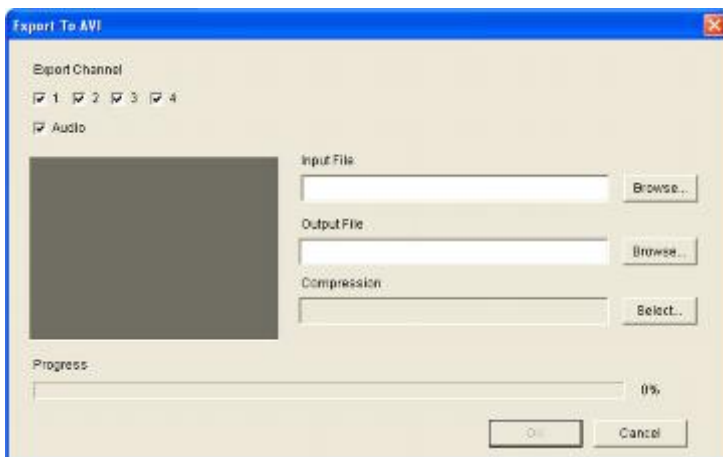 Export To AVI
Export Channel
1 2 3 4
Audio
Input File
Browse...
Output File
Browse...
Compression
Select...
Progress
0%
OK
Cancel